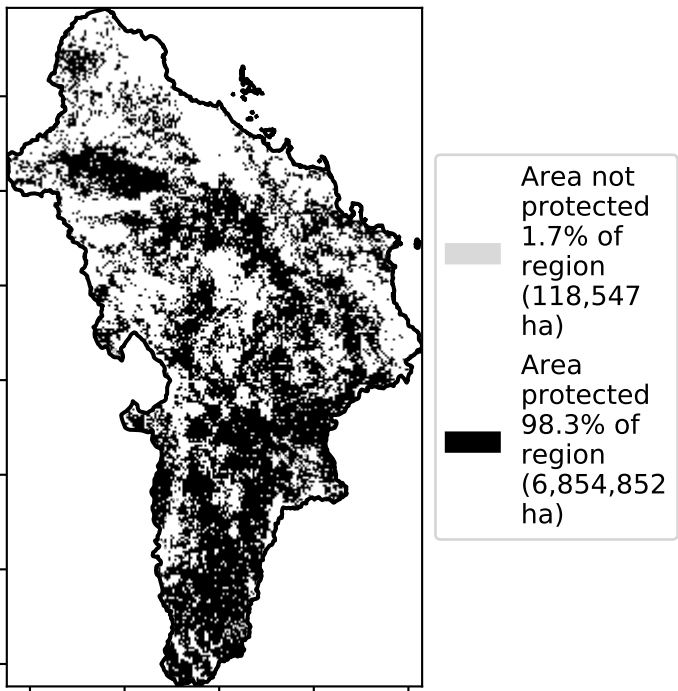 Area not
protected
1.7% of
region
(118,547
ha)
Area
protected
98.3% of
region
(6,854,852
ha)